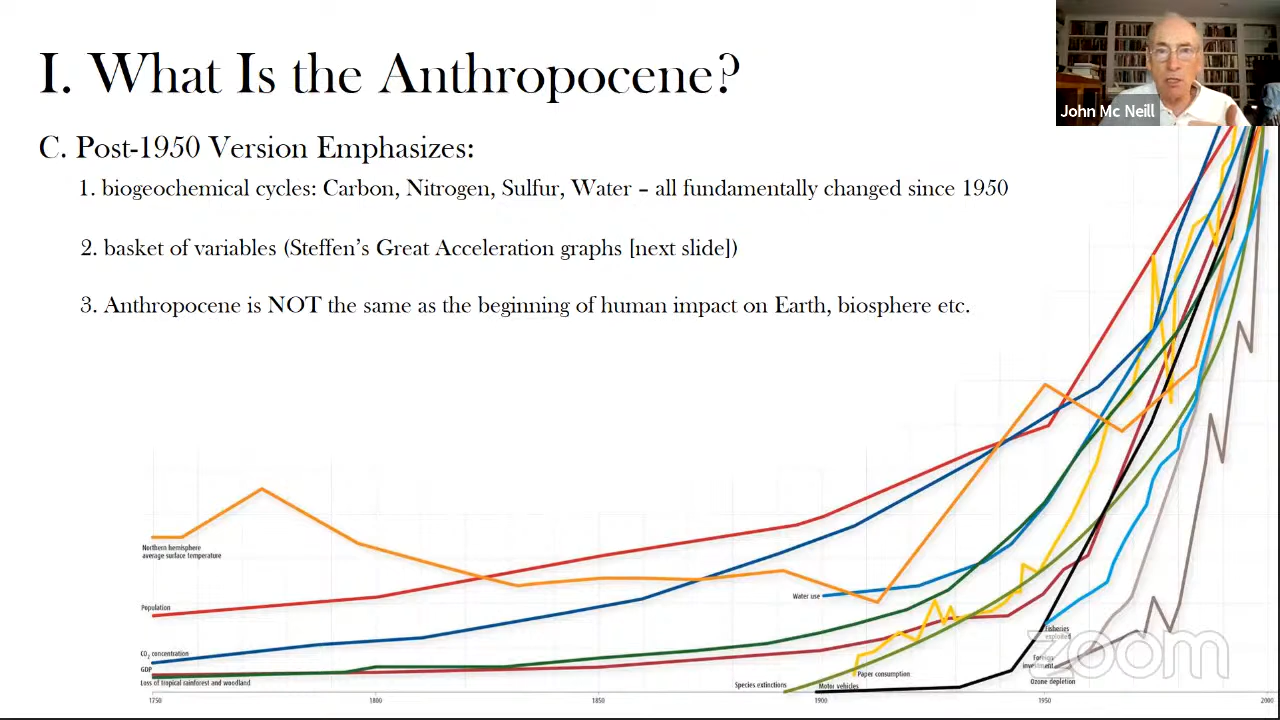 I. What Is the Anthropocene?
John Mc Neill
C. Post-1950 Version Emphasizes:
1. biogeochemical cycles: Carbon, Nitrogen, Sulfur, Water – all fundamentally changed since 1950
2. basket of variables (Steffen's Great Acceleration graphs [next slide])
3. Anthropocene is NOT the same as the beginning of human impact on Earth, biosphere etc.
Northern hemisphere
average surface temperature
Water use
Population
Fisheries
exploited
CO2 concentration
Foreign
investment
GDP
Paper consumption
Loss of tropical rainforest and woodland
Species extinctions
Motor vehicles
Ozone depletion
zoom
1750
1800
1850
1900
1950
2000